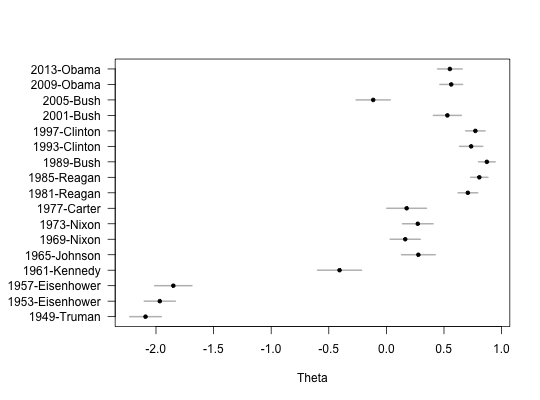 2013-Obama
2009-Obama
2005-Bush
2001-Bush
1997-Clinton
1993-Clinton
1989-Bush
1985-Reagan
1981-Reagan
1977-Carter
1973-Nixon
1969-Nixon
1965-Johnson
1961-Kennedy
1957-Eisenhower
1953-Eisenhower
1949-Truman
-2.0 -1.5 -1.0 -0.5 0.0 0.5 1.0
Theta